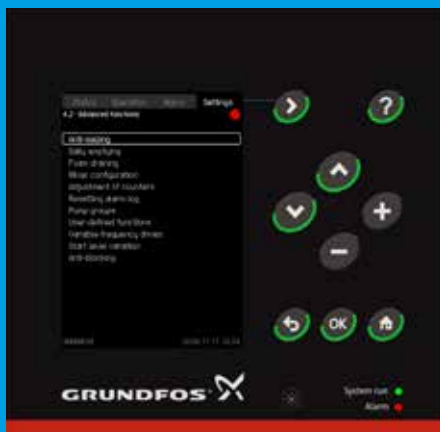 Status Operation Alarm Settings
4.2 - Advanced functions
Anti-seizing
Daily emptying
Foam draining
Mixer configuration
Adjustment of counters
Resetting alarm log
Pump groups
User-defined functions
Variable-frequency drives
Start level variation
Anti-blocking
?
OK
GRUNDFOS
System run
Alarm